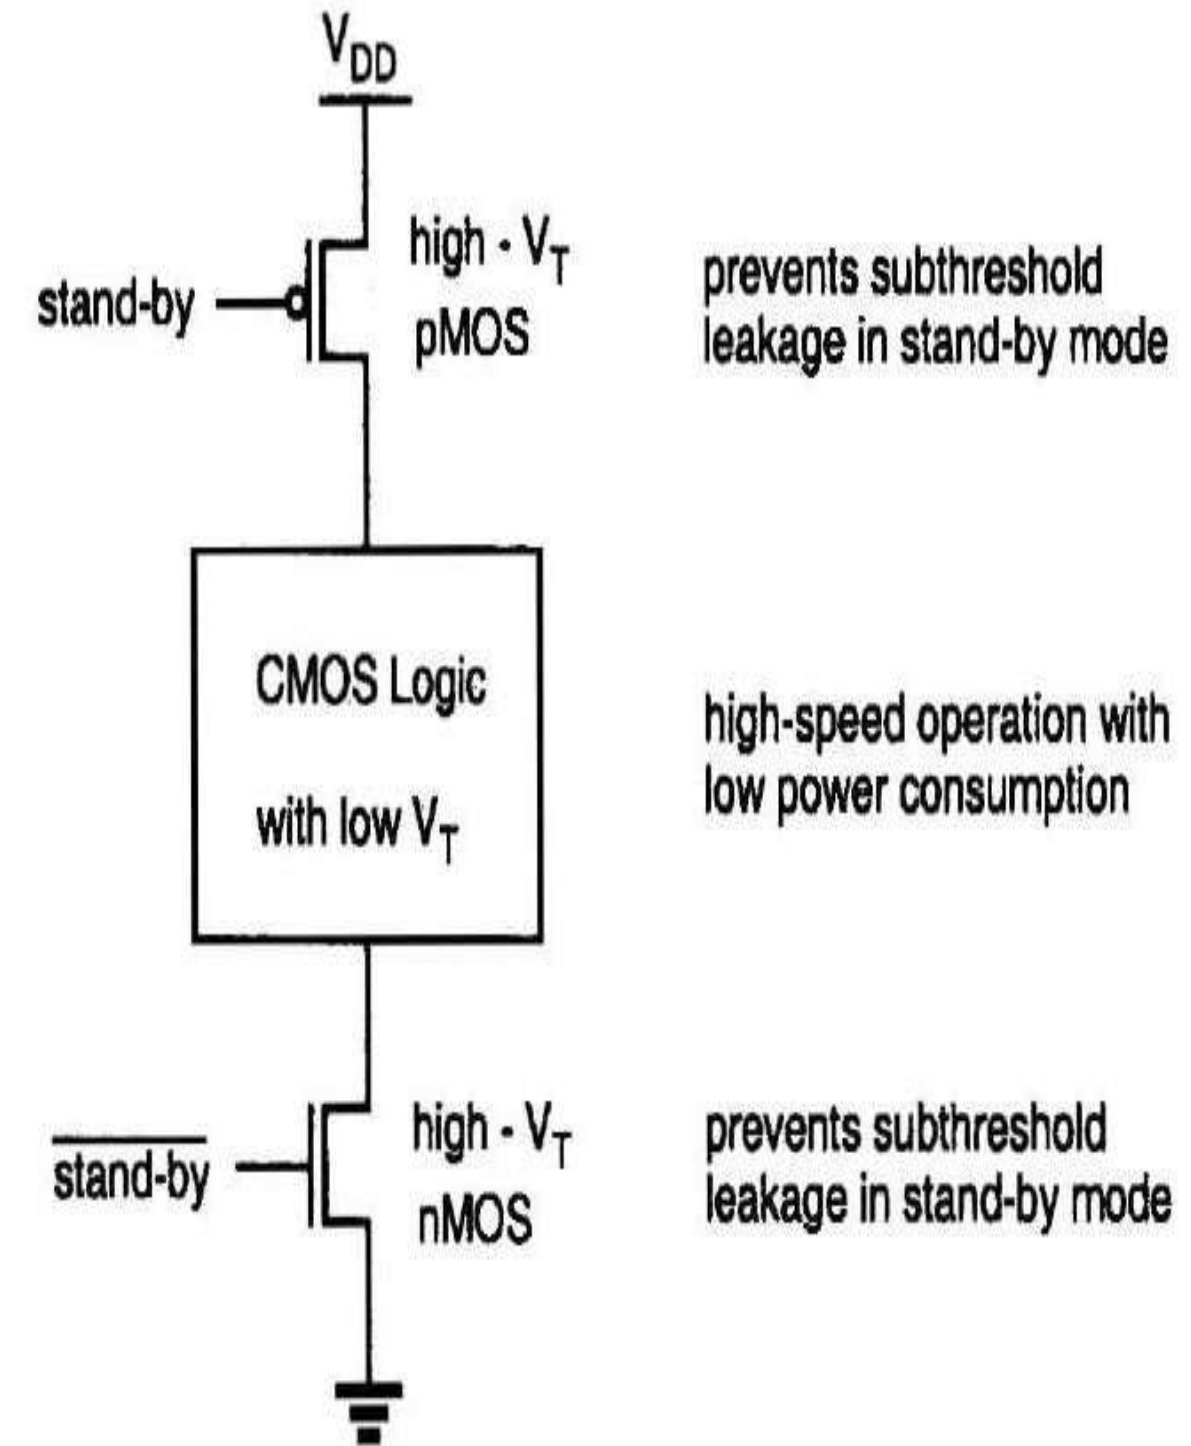 V_DD
high - V_T
pMOS
stand-by
prevents subthreshold
leakage in stand-by mode
CMOS Logic
with low V_T
high-speed operation with
low power consumption
high - V_T
nMOS
stand-by
prevents subthreshold
leakage in stand-by mode